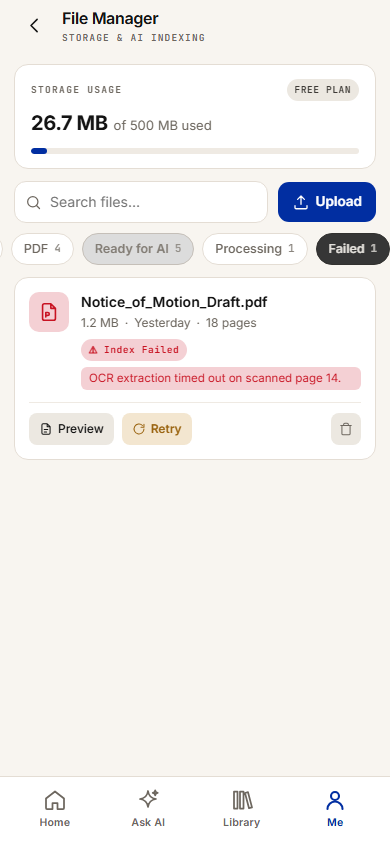 File Manager
STORAGE & AI INDEXING
STORAGE USAGE
FREE PLAN
26.7 MB of 500 MB used
Search files...
Upload
PDF 4
Ready for AI 5
Processing 1
Failed 1
Notice_of_Motion_Draft.pdf
1.2 MB · Yesterday · 18 pages
Index Failed
OCR extraction timed out on scanned page 14.
Preview
Retry
Home
Ask AI
Library
Me